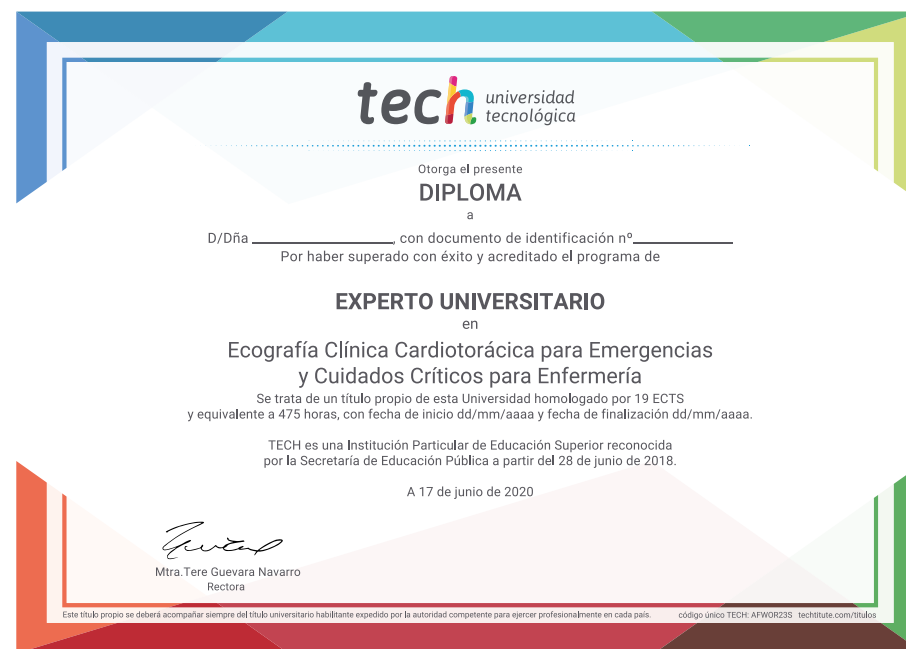 tech universidad
tecnológica
Otorga el presente
DIPLOMA
a
D/Dña ____________________, con documento de identificación nº______________
Por haber superado con éxito y acreditado el programa de
EXPERTO UNIVERSITARIO
en
Ecografía Clínica Cardiotorácica para Emergencias
y Cuidados Críticos para Enfermería
Se trata de un título propio de esta Universidad homologado por 19 ECTS
y equivalente a 475 horas, con fecha de inicio dd/mm/aaaa y fecha de finalización dd/mm/aaaa.
TECH es una Institución Particular de Educación Superior reconocida
por la Secretaría de Educación Pública a partir del 28 de junio de 2018.
A 17 de junio de 2020
Mtra.Tere Guevara Navarro
Rectora
Este título propio se deberá acompañar siempre del título universitario habilitante expedido por la autoridad competente para ejercer profesionalmente en cada país. código único TECH: AFWOR23S techtitute.com/titulos